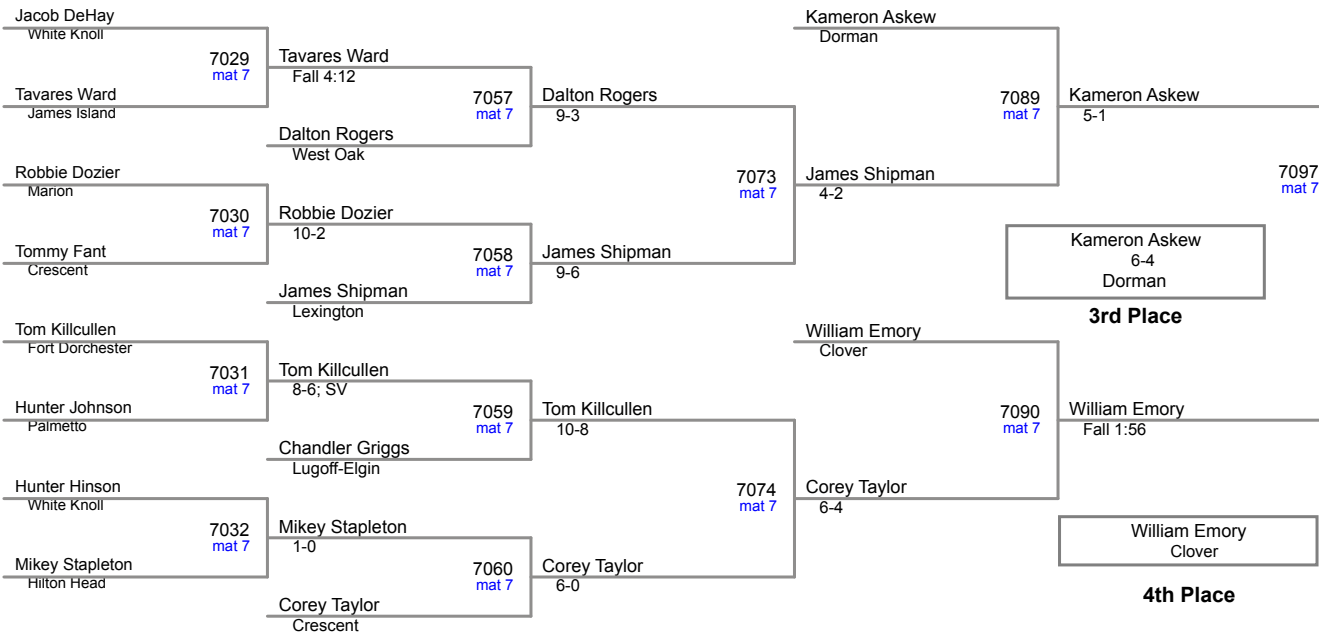 Jacob DeHay
White Knoll
7029
mat 7
Tavares Ward
James Island
Tavares Ward
Fall 4:12
Dalton Rogers
West Oak
7057
mat 7
Dalton Rogers
9-3
Robbie Dozier
Marion
7030
mat 7
Tommy Fant
Crescent
Robbie Dozier
10-2
James Shipman
Lexington
7058
mat 7
James Shipman
9-6
7073
mat 7
Kameron Askew
Dorman
James Shipman
4-2
7089
mat 7
Kameron Askew
5-1
7097
mat 7
Kameron Askew
6-4
Dorman
3rd Place
Tom Killcullen
Fort Dorchester
7031
mat 7
Hunter Johnson
Palmetto
Tom Killcullen
8-6; SV
Chandler Griggs
Lugoff-Elgin
7059
mat 7
Tom Killcullen
10-8
Hunter Hinson
White Knoll
7032
mat 7
Mikey Stapleton
Hilton Head
Mikey Stapleton
1-0
Corey Taylor
Crescent
7060
mat 7
Corey Taylor
6-0
7074
mat 7
William Emory
Clover
Corey Taylor
6-4
7090
mat 7
William Emory
Fall 1:56
William Emory
Clover
4th Place